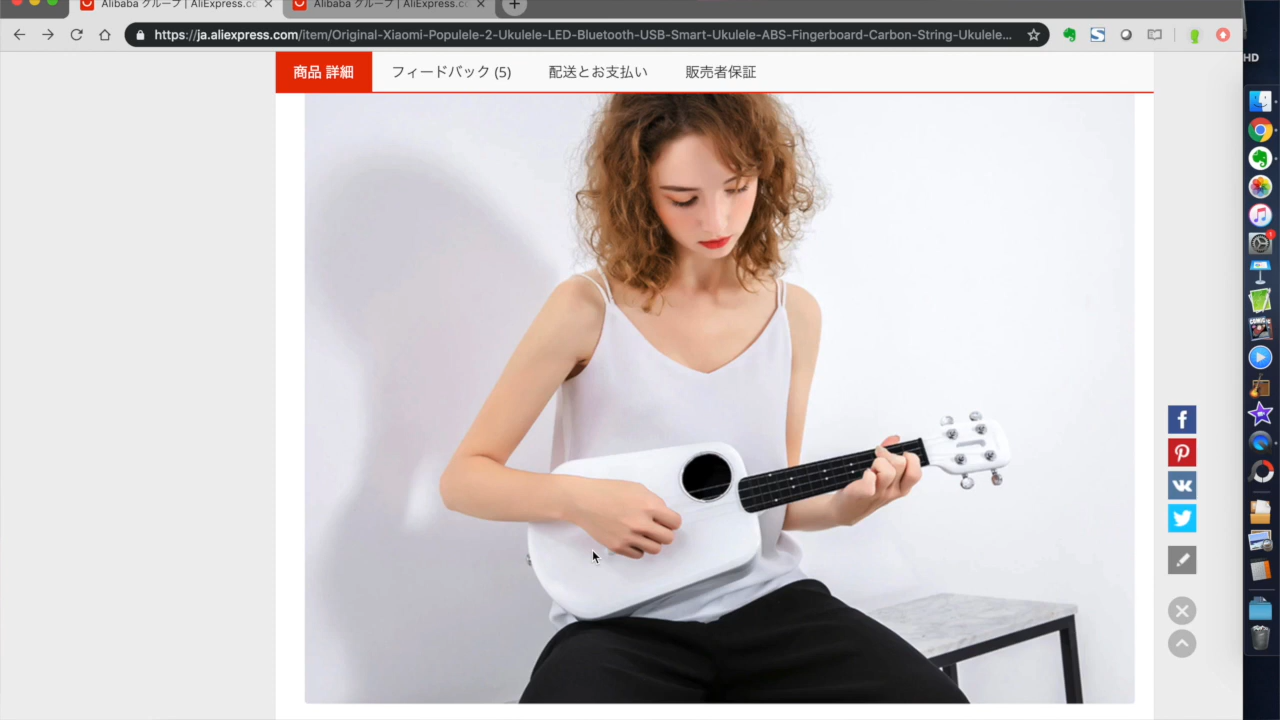 Alibaba グループ | AliExpress.cc
Alibaba グループ | AliExpress.cc
https://ja.aliexpress.com/item/Original-Xiaomi-Populele-2-Ukulele-LED-Bluetooth-USB-Smart-Ukulele-ABS-Fingerboard-Carbon-String-Ukulele...
HD
商品 詳細
フィードバック (5)
配送とお支払い
販売者保証